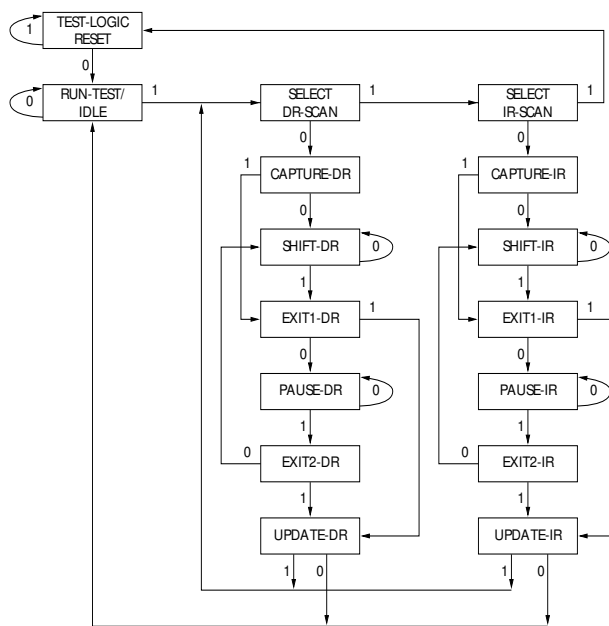 TEST-LOGIC
RESET
1
0
RUN-TEST/
IDLE
0
1
SELECT
DR-SCAN
1
SELECT
IR-SCAN
1
0
0
1
CAPTURE-DR
1
CAPTURE-IR
0
0
SHIFT-DR
0
SHIFT-IR
0
1
1
EXIT1-DR
1
EXIT1-IR
1
0
0
PAUSE-DR
0
PAUSE-IR
0
1
1
0
EXIT2-DR
0
EXIT2-IR
1
1
UPDATE-DR
UPDATE-IR
1
0
1
0